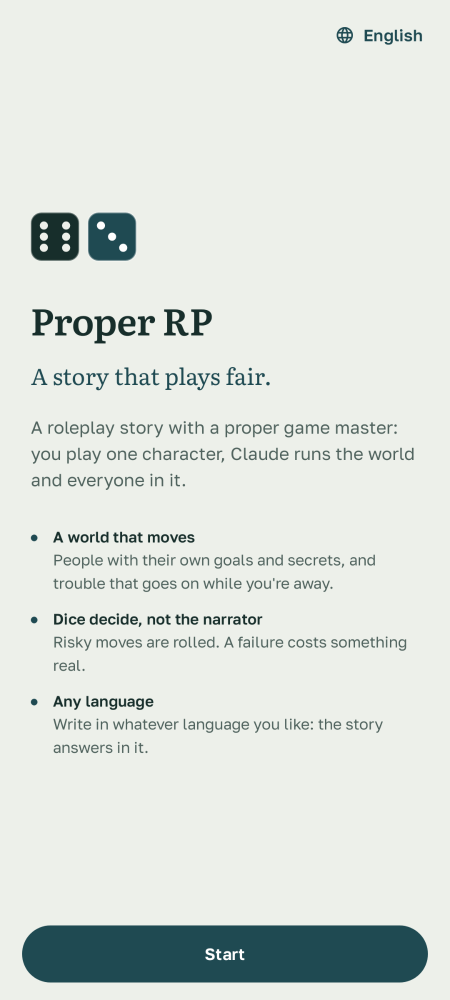 English
Proper RP
A story that plays fair.
A roleplay story with a proper game master:
you play one character, Claude runs the world
and everyone in it.
A world that moves
People with their own goals and secrets, and
trouble that goes on while you're away.
Dice decide, not the narrator
Risky moves are rolled. A failure costs something
real.
Any language
Write in whatever language you like: the story
answers in it.
Start